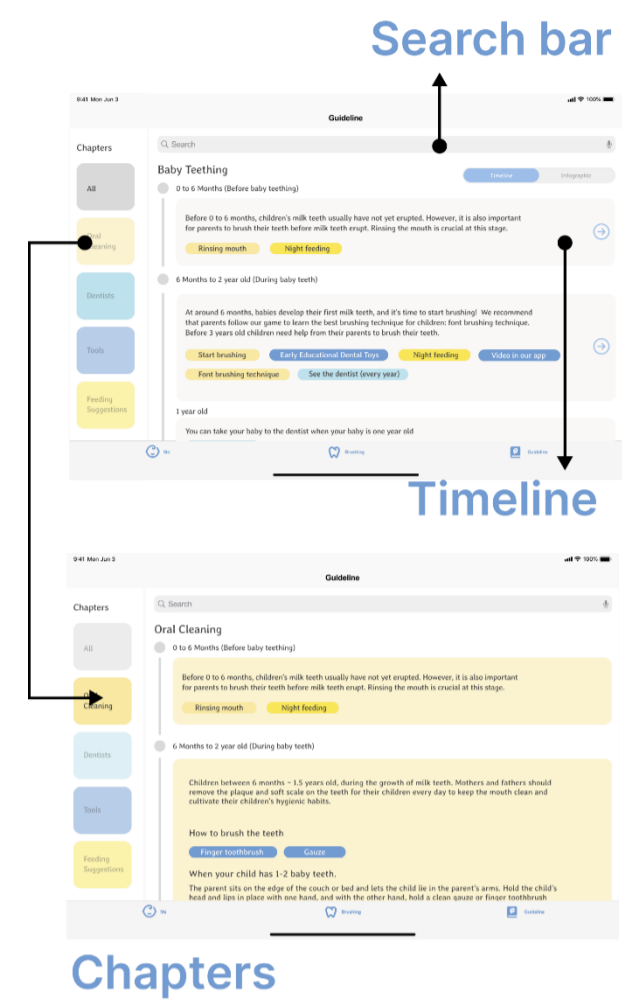 Search bar
9:41 Mon Jun 3
100%
Guideline
Chapters
Search
Baby Teething
Timeline
Infographic
All
0 to 6 Months (Before baby teething)
Before 0 to 6 months, children's milk teeth usually have not yet erupted. However, it is also important
for parents to brush their teeth before milk teeth erupt. Rinsing the mouth is crucial at this stage.
Oral
Cleaning
Rinsing mouth
Night feeding
6 Months to 2 year old (During baby teeth)
Dentists
At around 6 months, babies develop their first milk teeth, and it's time to start brushing! We recommend
that parents follow our game to learn the best brushing technique for children: font brushing technique.
Before 3 years old children need help from their parents to brush their teeth.
Tools
Start brushing
Early Educational Dental Toys
Night feeding
Video in our app
Font brushing technique
See the dentist (every year)
Feeding
Suggestions
1 year old
You can take your baby to the dentist when your baby is one year old
Brushing
Guideline
Timeline
9:41 Mon Jun 3
100%
Guideline
Chapters
Search
Oral Cleaning
0 to 6 Months (Before baby teething)
All
Before 0 to 6 months, children's milk teeth usually have not yet erupted. However, it is also important
for parents to brush their teeth before milk teeth erupt. Rinsing the mouth is crucial at this stage.
Cleaning
Rinsing mouth
Night feeding
6 Months to 2 year old (During baby teeth)
Dentists
Children between 6 months - 1.5 years old, during the growth of milk teeth. Mothers and fathers should
remove the plaque and soft scale on the teeth for their children every day to keep the mouth clean and
cultivate their children's hygienic habits.
Tools
How to brush the teeth
Finger toothbrush
Gauze
Feeding
Suggestions
When your child has 1-2 baby teeth.
The parent sits on the edge of the couch or bed and lets the child lie in the parent's arms. Hold the child's
head and lips in place with one hand, and with the other hand, hold a clean gauze or finger toothbrush
Brushing
Guideline
Chapters